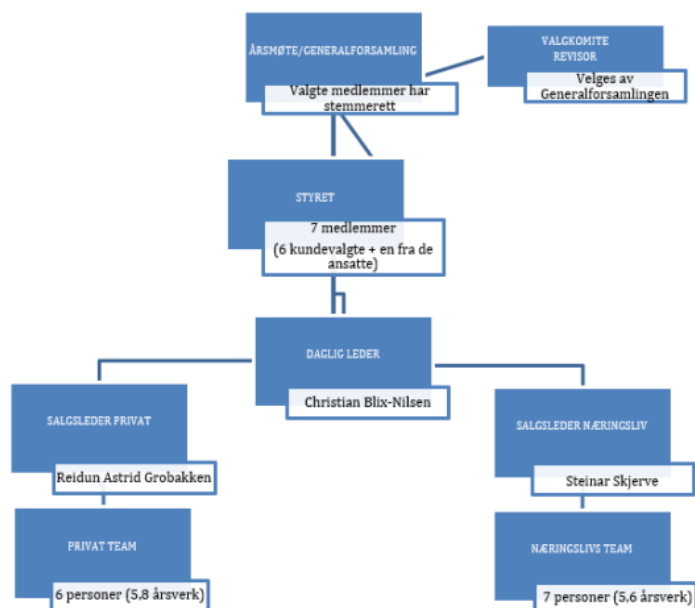 ÅRSMØTE/GENERALFORSAMLING
Valgte medlemmer har
stemmerett
VALGKOMITE
REVISOR
Velges av
Generalforsamlingen
STYRET
7 medlemmer
(6 kundevalgte + en fra de
ansatte)
DAGLIG LEDER
Christian Blix-Nilsen
SALGSLEDER PRIVAT
Reidun Astrid Grobakken
SALGSLEDER NÆRINGSLIV
Steinar Skjerve
PRIVAT TEAM
6 personer (5,8 årsverk)
NÆRINGSLIVS TEAM
7 personer (5,6 årsverk)